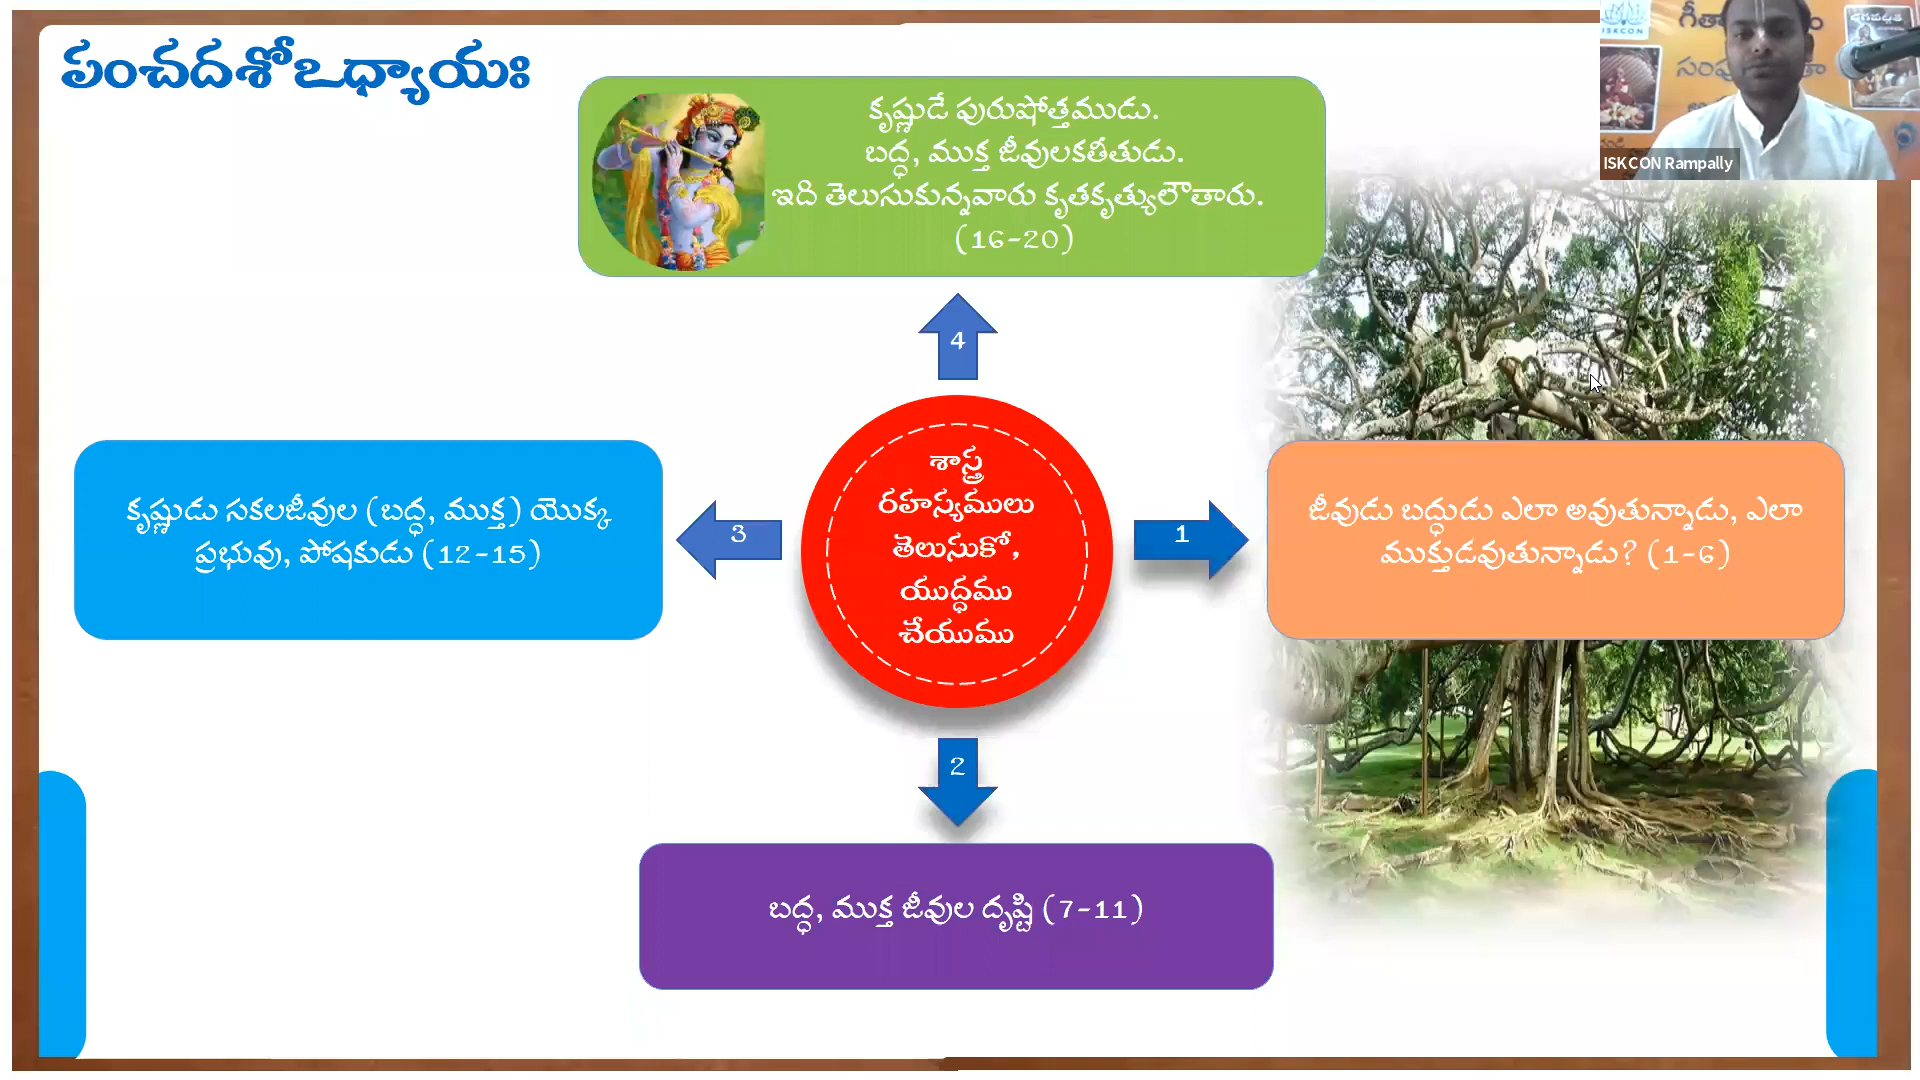 పంచదశోఽధ్యాయః
ISKCON
ISKCON Rampally
కృష్ణుడే పురుషోత్తముడు.
బద్ధ, ముక్త జీవులకతీతుడు.
ఇది తెలుసుకున్నవారు కృతకృత్యులౌతారు.
(16-20)
4
శాస్త్ర
రహస్యములు
తెలుసుకో,
యుద్ధము
చేయుము
3
కృష్ణుడు సకలజీవుల (బద్ధ, ముక్త) యొక్క
ప్రభువు, పోషకుడు (12-15)
1
జీవుడు బద్ధుడు ఎలా అవుతున్నాడు, ఎలా
ముక్తుడవుతున్నాడు? (1-6)
2
బద్ధ, ముక్త జీవుల దృష్టి (7-11)